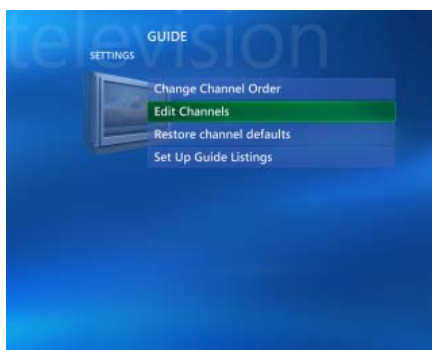 television
GUIDE
SETTINGS
Change Channel Order
Edit Channels
Restore channel defaults
Set Up Guide Listings